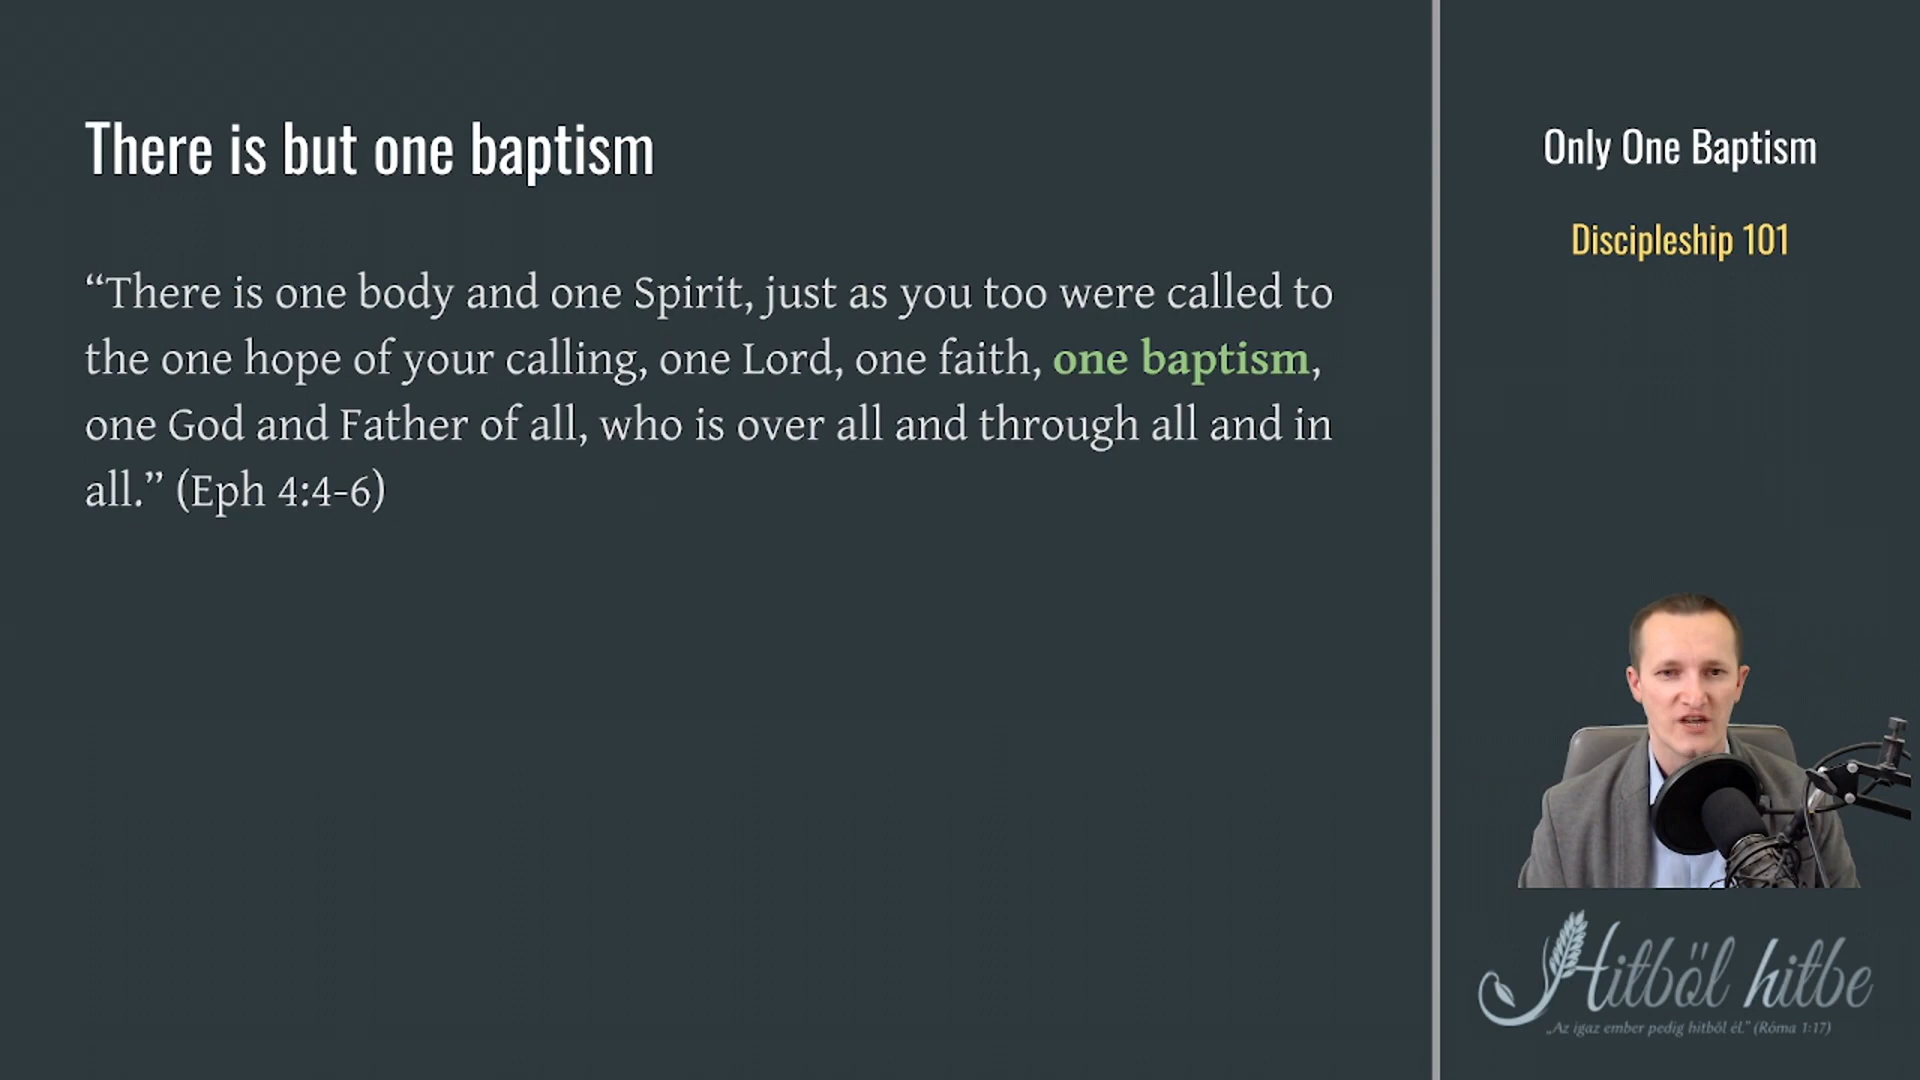 There is but one baptism
“There is one body and one Spirit, just as you too were called to
the one hope of your calling, one Lord, one faith, one baptism,
one God and Father of all, who is over all and through all and in
all.” (Eph 4:4-6)
Only One Baptism
Discipleship 101
Hitből hitbe
„Az igaz ember pedig hitből él.” (Róma 1:17)